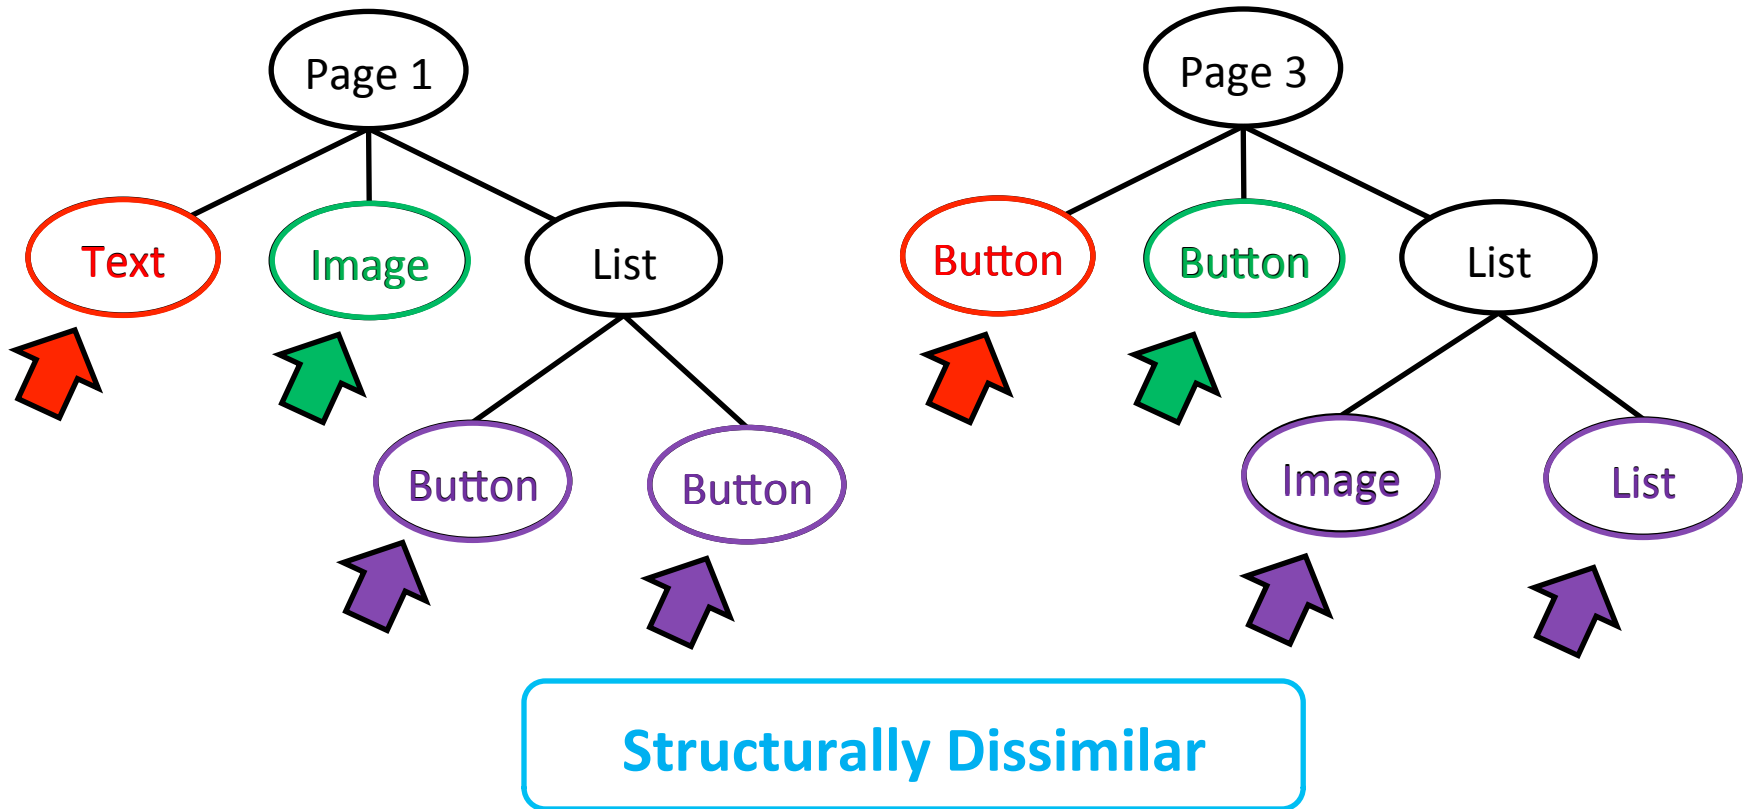 Page 1
Page 3
Text
Image
List
Button
Button
List
Button
Button
Image
List
Structurally Dissimilar